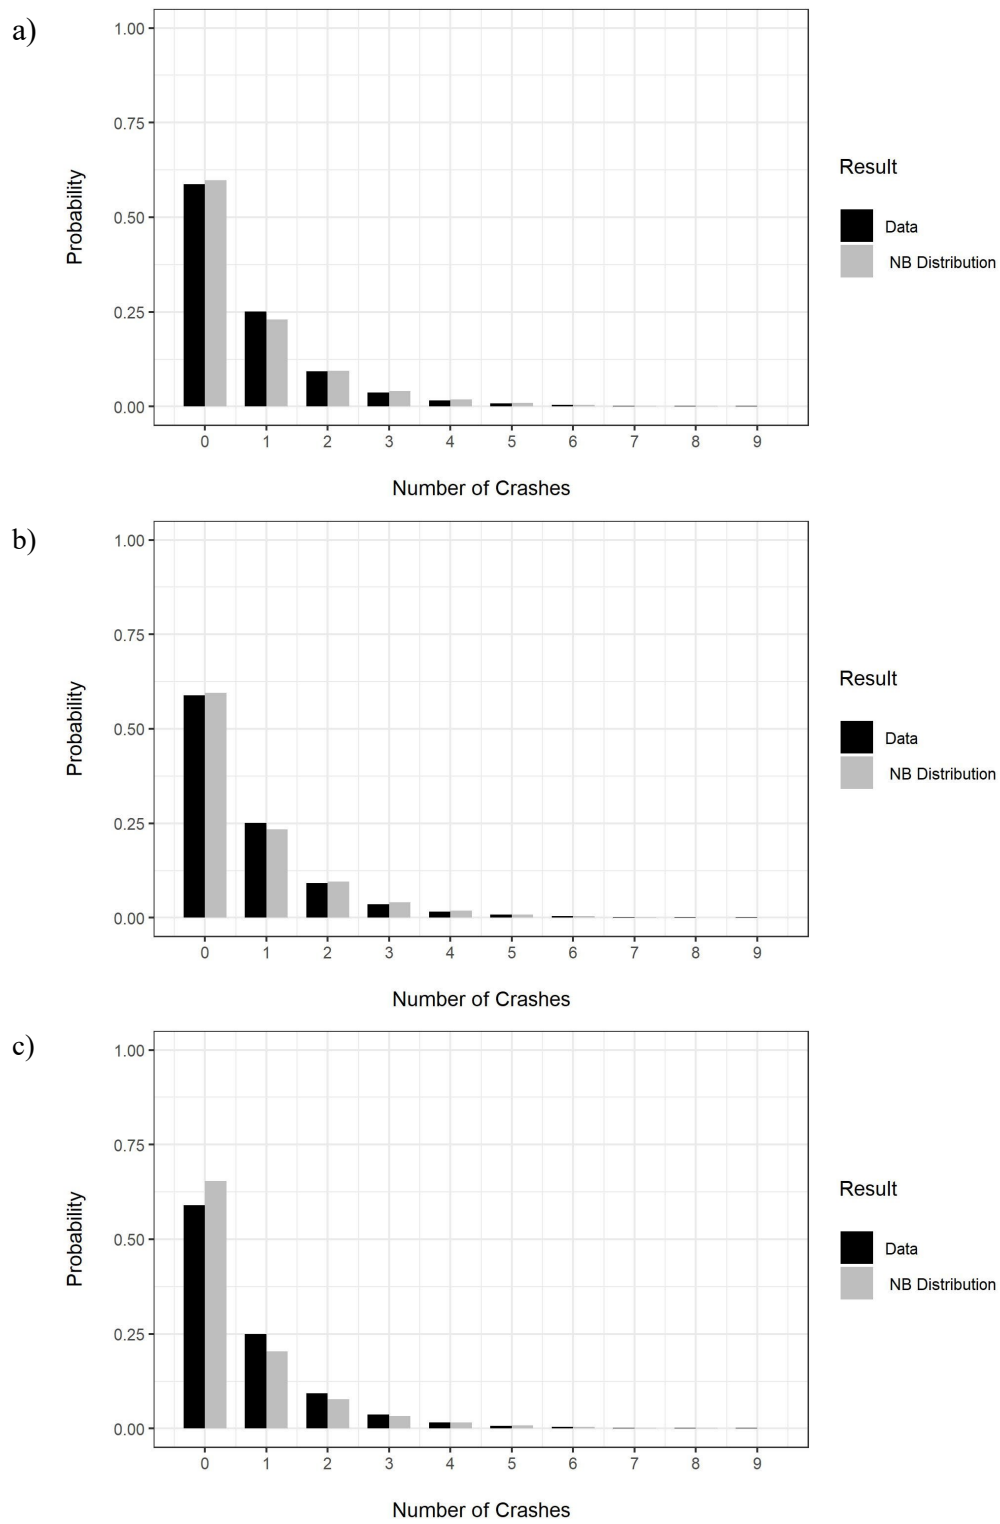 a)
1.00
0.75
0.50
0.25
0.00
Probability
0 1 2 3 4 5 6 7 8 9
Number of Crashes
Result
Data
NB Distribution
b)
1.00
0.75
0.50
0.25
0.00
Probability
0 1 2 3 4 5 6 7 8 9
Number of Crashes
Result
Data
NB Distribution
c)
1.00
0.75
0.50
0.25
0.00
Probability
0 1 2 3 4 5 6 7 8 9
Number of Crashes
Result
Data
NB Distribution